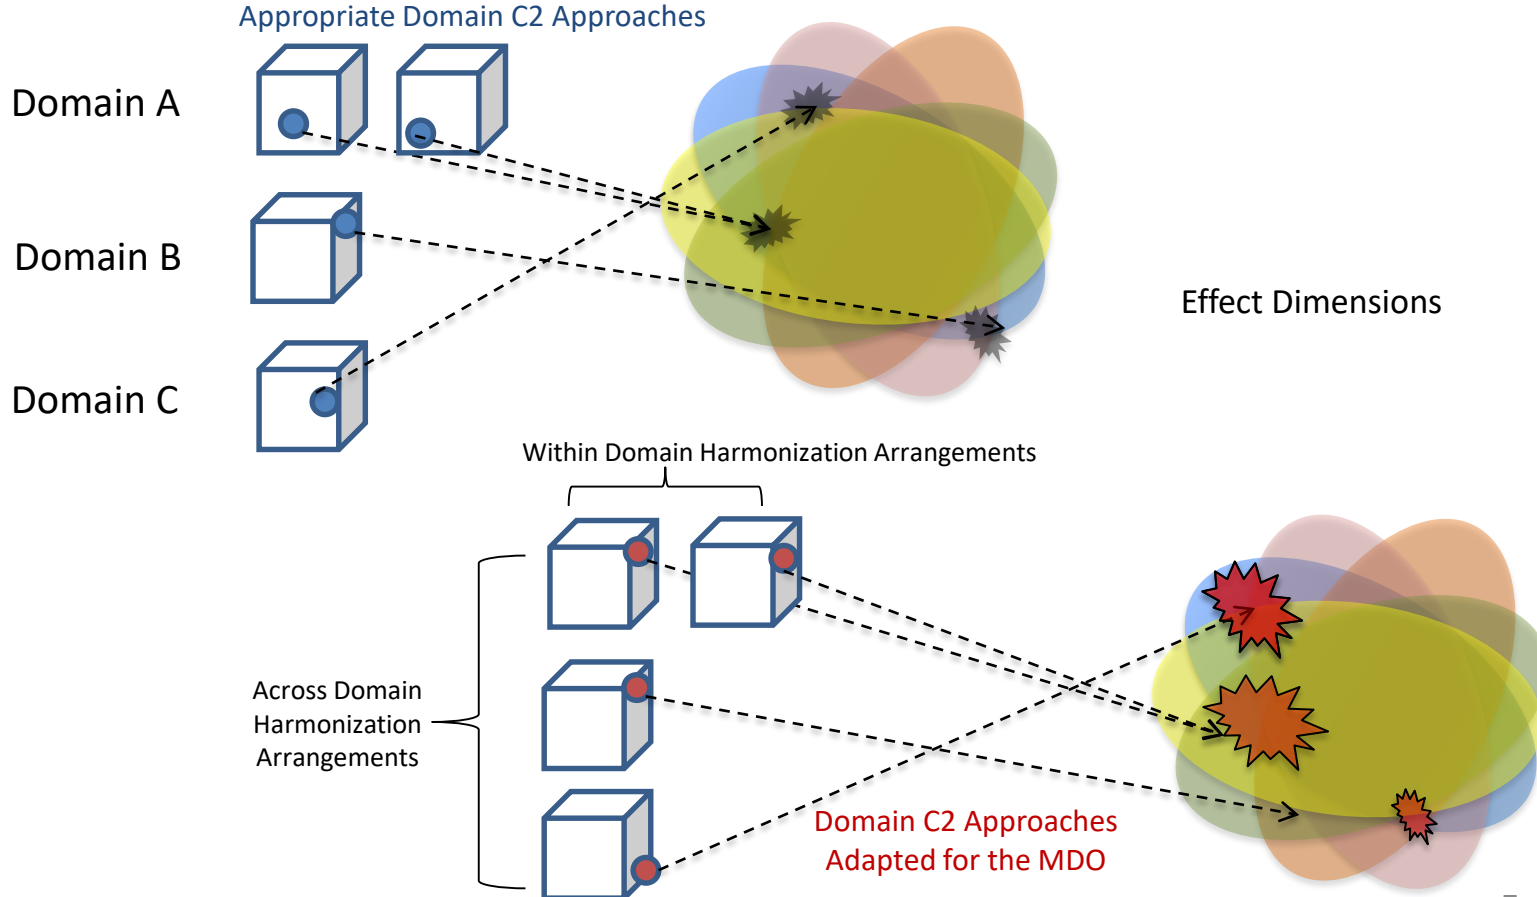 Appropriate Domain C2 Approaches
Domain A
Domain B
Effect Dimensions
Domain C
Within Domain Harmonization Arrangements
Across Domain
Harmonization
Arrangements
Domain C2 Approaches
Adapted for the MDO